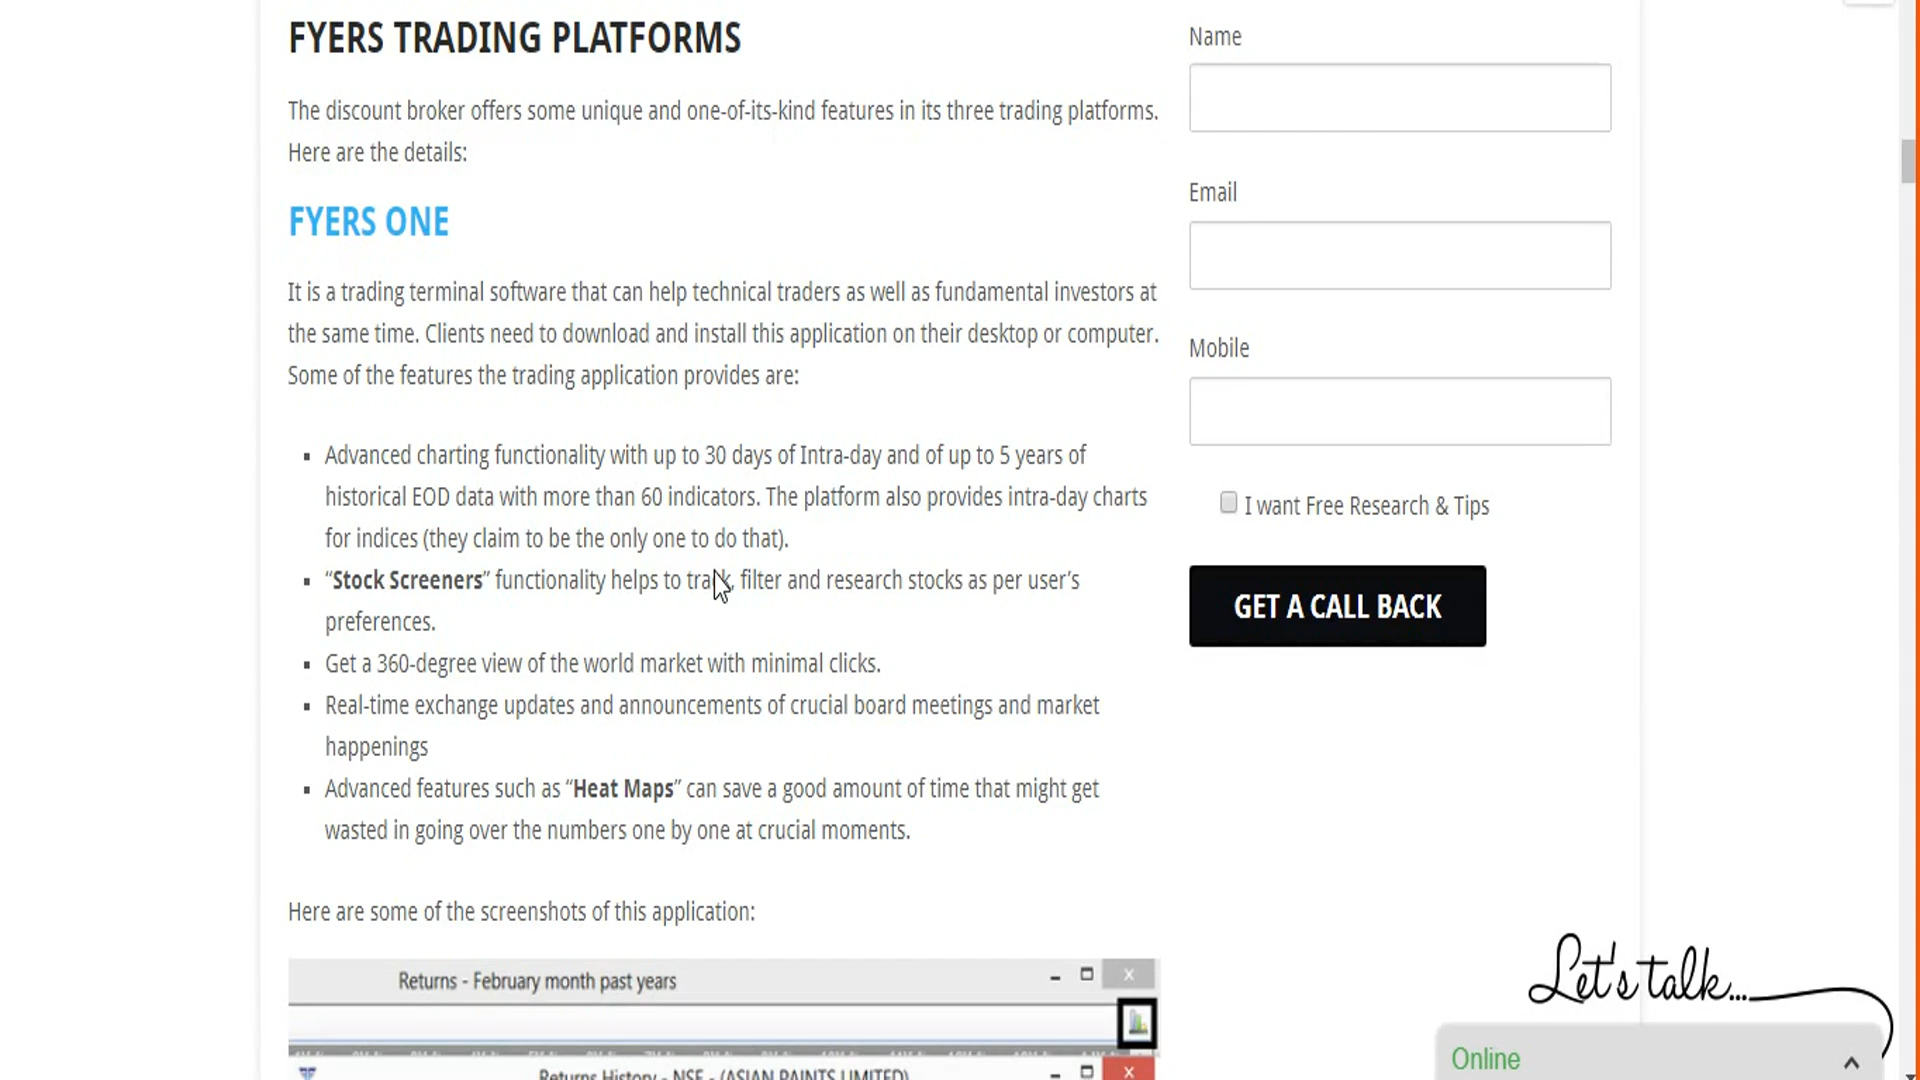 FYERS TRADING PLATFORMS
The discount broker offers some unique and one-of-its-kind features in its three trading platforms.
Here are the details:
FYERS ONE
It is a trading terminal software that can help technical traders as well as fundamental investors at
the same time. Clients need to download and install this application on their desktop or computer.
Some of the features the trading application provides are:
Advanced charting functionality with up to 30 days of Intra-day and of up to 5 years of
historical EOD data with more than 60 indicators. The platform also provides intra-day charts
for indices (they claim to be the only one to do that).
“Stock Screeners” functionality helps to track, filter and research stocks as per user’s
preferences.
Get a 360-degree view of the world market with minimal clicks.
Real-time exchange updates and announcements of crucial board meetings and market
happenings
Advanced features such as “Heat Maps” can save a good amount of time that might get
wasted in going over the numbers one by one at crucial moments.
Here are some of the screenshots of this application:
Returns - February month past years
Returns History - NSE - (ASIAN PAINTS LIMITED)
Name
Email
Mobile
I want Free Research & Tips
GET A CALL BACK
Let's talk...
Online